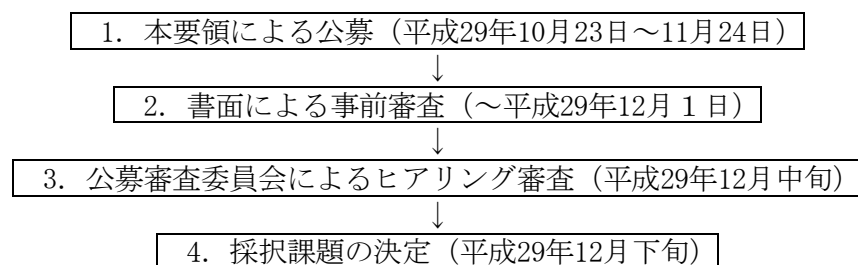 1. 本要領による公募（平成29年10月23日～11月24日）
↓
2. 書面による事前審査（～平成29年12月１日）
↓
3. 公募審査委員会によるヒアリング審査（平成29年12月中旬）
↓
4. 採択課題の決定（平成29年12月下旬）